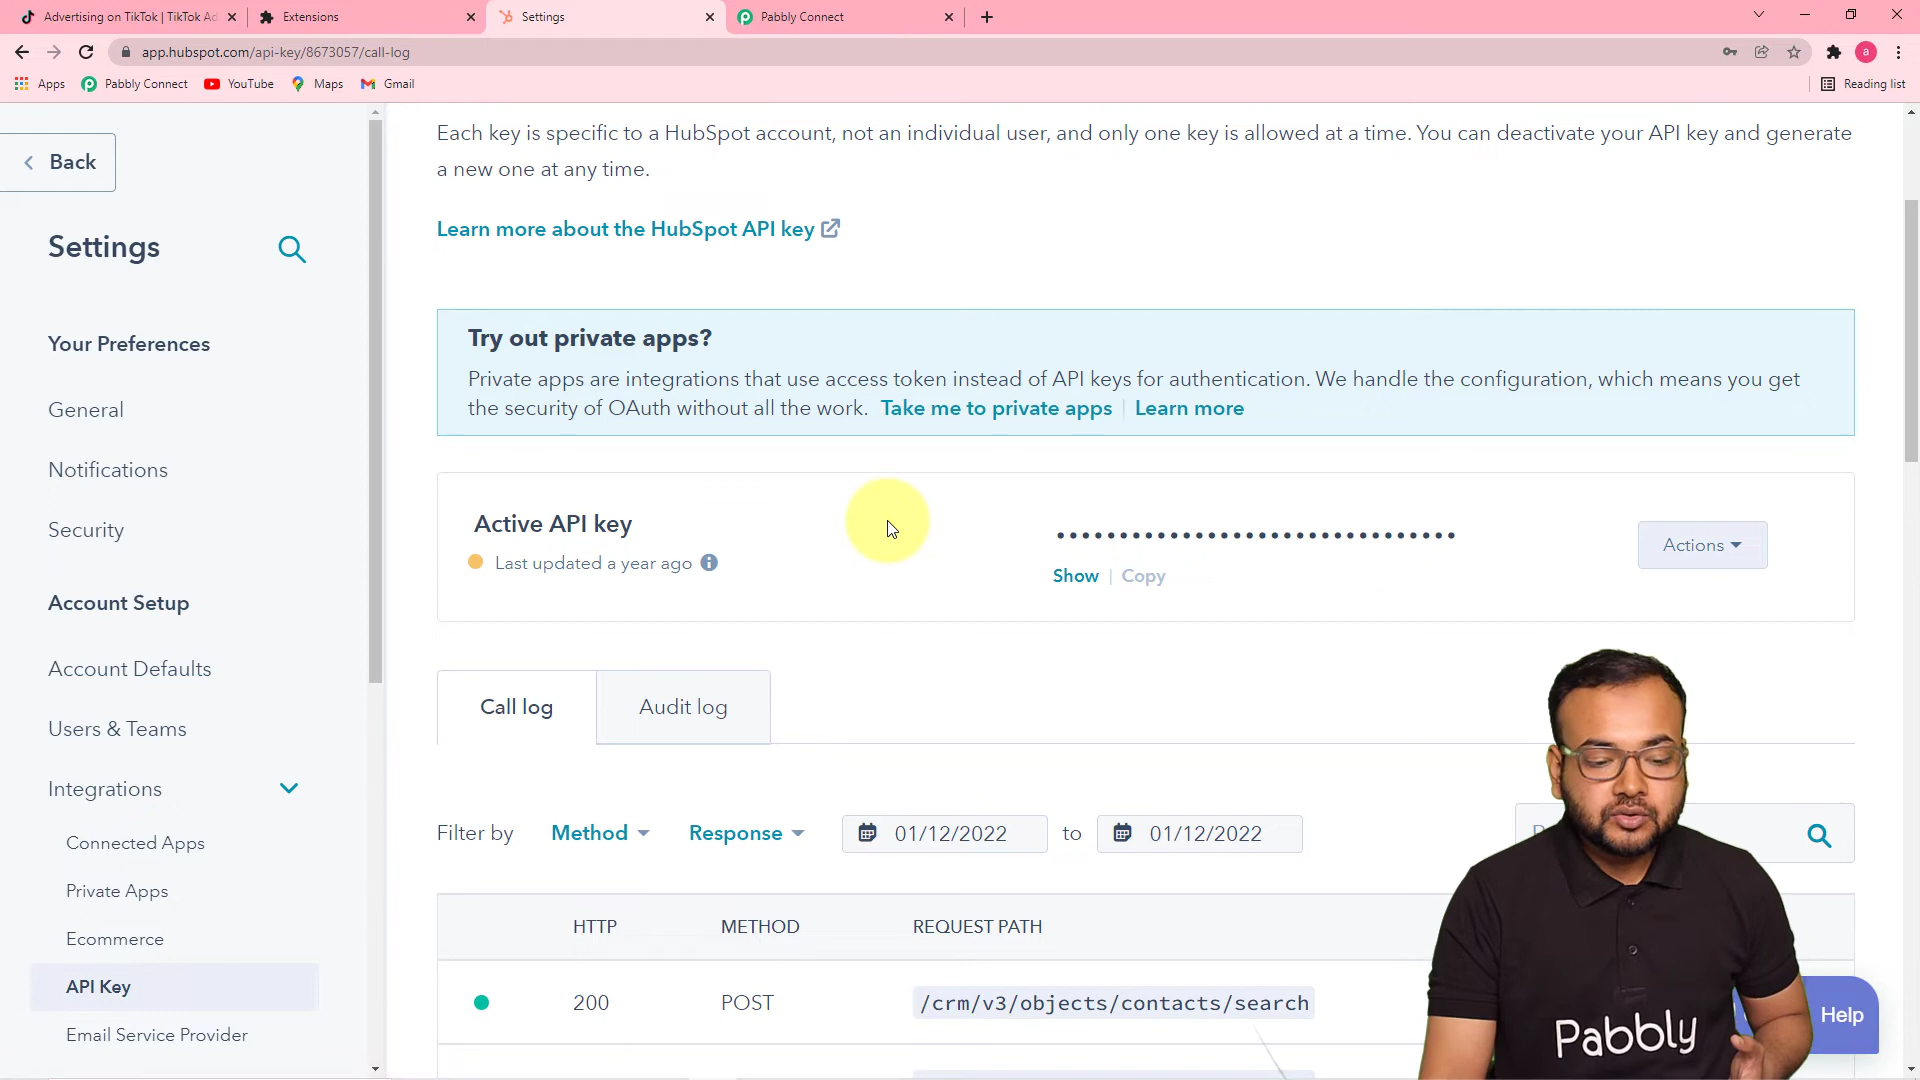 Advertising on TikTok | TikTok Ad
Extensions
Settings
Pabbly Connect
app.hubspot.com/api-key/8673057/call-log
a
Apps
Pabbly Connect
YouTube
Maps
Gmail
Reading list
Back
Settings
Your Preferences
General
Notifications
Security
Account Setup
Account Defaults
Users & Teams
Integrations
Connected Apps
Private Apps
Ecommerce
API Key
Email Service Provider
Each key is specific to a HubSpot account, not an individual user, and only one key is allowed at a time. You can deactivate your API key and generate
a new one at any time.
Learn more about the HubSpot API key
Try out private apps?
Private apps are integrations that use access token instead of API keys for authentication. We handle the configuration, which means you get
the security of OAuth without all the work. Take me to private apps | Learn more
Active API key
Last updated a year ago
Show | Copy
Actions
Call log
Audit log
Filter by Method Response 01/12/2022 to 01/12/2022
HTTP METHOD REQUEST PATH
200 POST /crm/v3/objects/contacts/search
Help
Pabbly